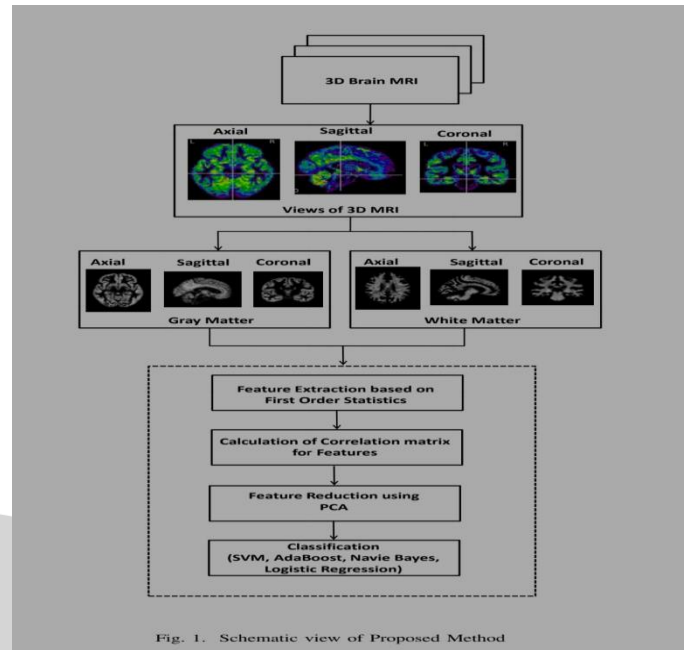 3D Brain MRI
Axial Sagittal Coronal
L R L R
Views of 3D MRI
Axial Sagittal Coronal
Gray Matter
Axial Sagittal Coronal
White Matter
Feature Extraction based on
First Order Statistics
Calculation of Correlation matrix
for Features
Feature Reduction using
PCA
Classification
(SVM, AdaBoost, Navie Bayes,
Logistic Regression)
Fig. 1. Schematic view of Proposed Method